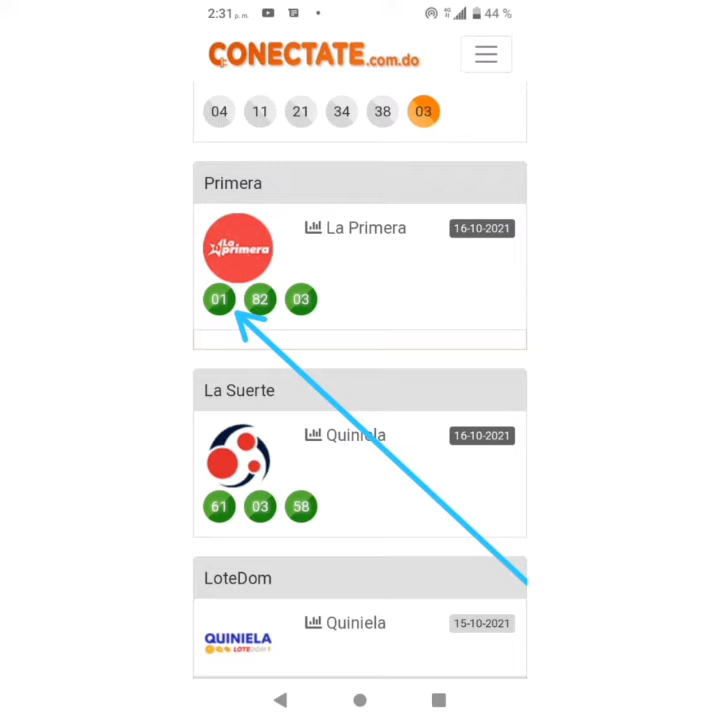 2:31 p. m. 4G 44 %
CONECTATE.com.do
04 11 21 34 38 03
Primera
La Primera 16-10-2021
La Primera
01 82 03
La Suerte
Quiniela 16-10-2021
61 03 58
LoteDom
Quiniela 15-10-2021
QUINIELA
LOTEDOM